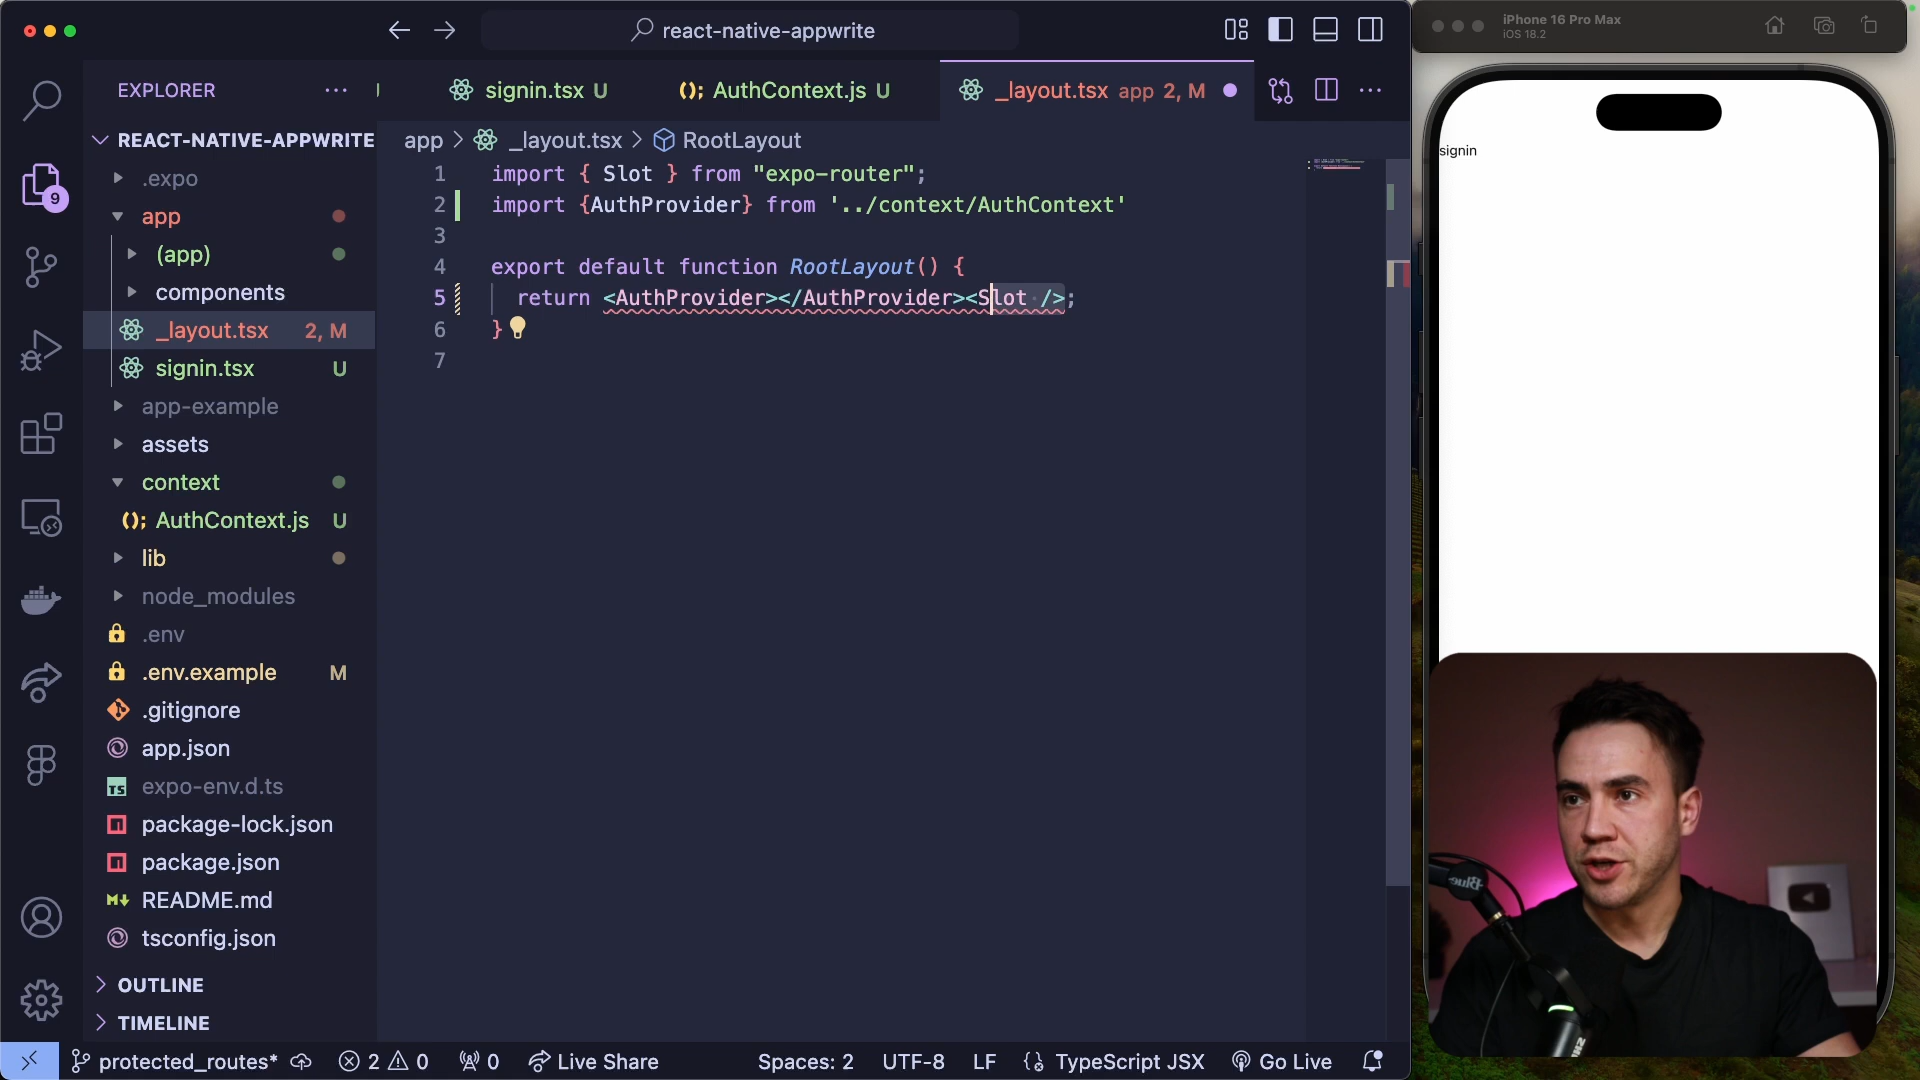 react-native-appwrite
iPhone 16 Pro Max
iOS 18.2
EXPLORER
signin.tsx U
(); AuthContext.js U
_layout.tsx app 2, M
REACT-NATIVE-APPWRITE
app > _layout.tsx > RootLayout
9
.expo
app
(app)
components
_layout.tsx 2, M
signin.tsx U
app-example
assets
context
(); AuthContext.js U
lib
node_modules
.env
.env.example M
.gitignore
app.json
TS expo-env.d.ts
package-lock.json
package.json
README.md
tsconfig.json
OUTLINE
TIMELINE
1 import { Slot } from "expo-router";
2 import {AuthProvider} from '../context/AuthContext'
3
4 export default function RootLayout() {
5 return <AuthProvider></AuthProvider><Slot />;
6 }
7
signin
Blue
protected_routes* 2 0 0 Live Share Spaces: 2 UTF-8 LF {} TypeScript JSX Go Live